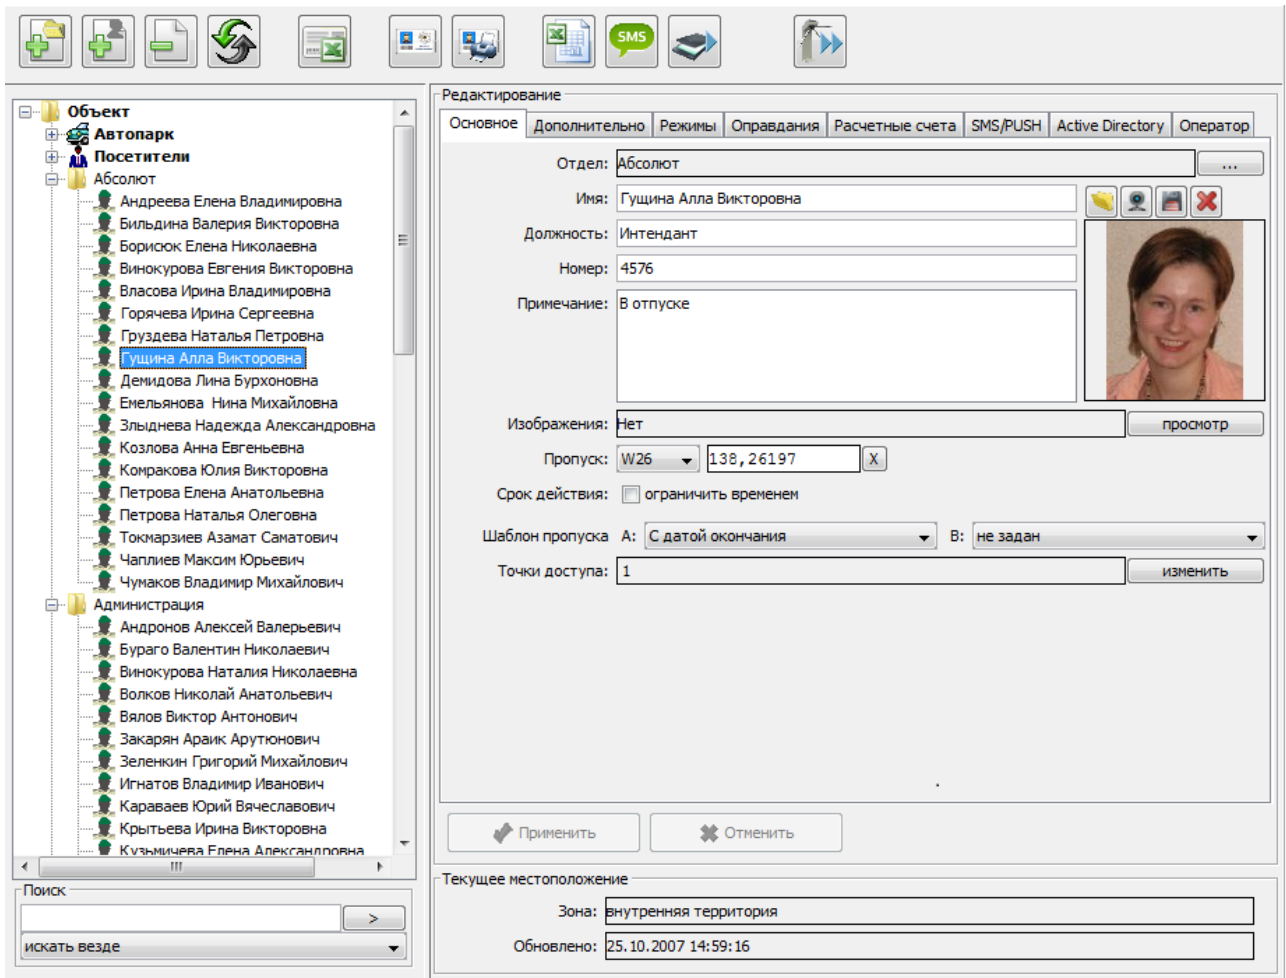 SMS
Объект
Автопарк
Посетители
Абсолют
Андреева Елена Владимировна
Бильдина Валерия Викторовна
Борисюк Елена Николаевна
Винокурова Евгения Викторовна
Власова Ирина Владимировна
Горячева Ирина Сергеевна
Груздева Наталья Петровна
Гущина Алла Викторовна
Демидова Лина Бурхоновна
Емельянова Нина Михайловна
Злыднева Надежда Александровна
Козлова Анна Евгеньевна
Комракова Юлия Викторовна
Петрова Елена Анатольевна
Петрова Наталья Олеговна
Токмарзиев Азамат Саматович
Чаплиев Максим Юрьевич
Чумаков Владимир Михайлович
Администрация
Андронов Алексей Валерьевич
Бураго Валентин Николаевич
Винокурова Наталия Николаевна
Волков Николай Анатольевич
Вялов Виктор Антонович
Закарян Араик Арутюнович
Зеленкин Григорий Михайлович
Игнатов Владимир Иванович
Караваев Юрий Вячеславович
Крытьева Ирина Викторовна
Кузьмичева Елена Александровна
Поиск
>
искать везде
Редактирование
Основное Дополнительно Режимы Оправдания Расчетные счета SMS/PUSH Active Directory Оператор
Отдел: Абсолют ...
Имя: Гущина Алла Викторовна
Должность: Интендант
Номер: 4576
Примечание: В отпуске
Изображения: Нет просмотр
Пропуск: W26 138,26197 X
Срок действия: ограничить временем
Шаблон пропуска A: С датой окончания B: не задан
Точки доступа: 1 изменить
Применить Отменить
Текущее местоположение
Зона: внутренняя территория
Обновлено: 25.10.2007 14:59:16